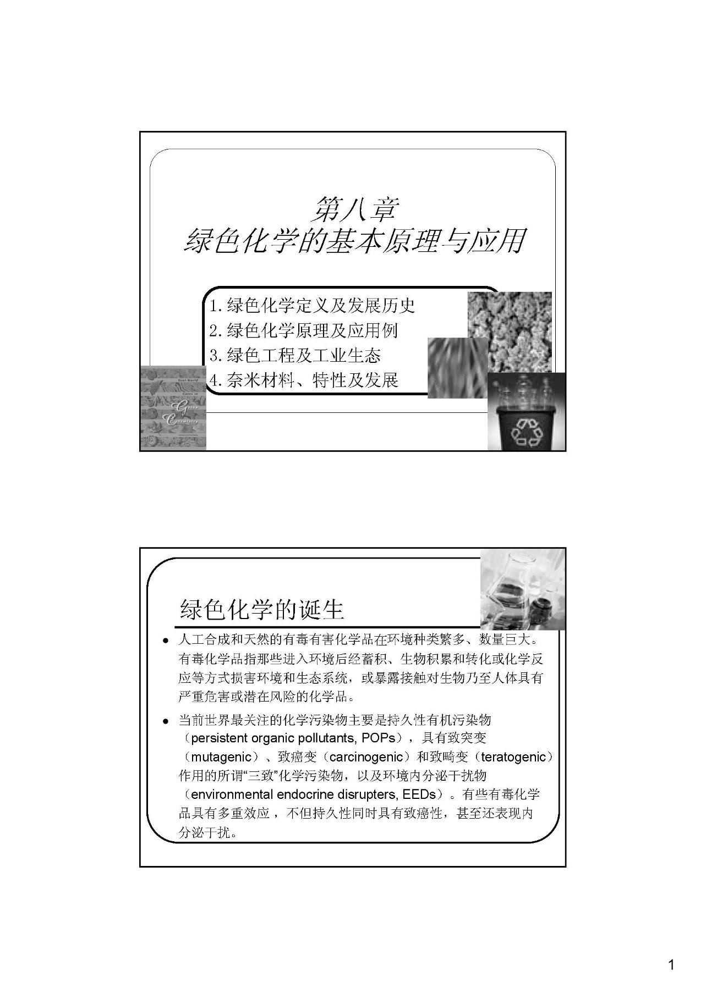 第八章
绿色化学的基本原理与应用
1. 绿色化学定义及发展历史
2. 绿色化学原理及应用例
3. 绿色工程及工业生态
4. 奈米材料、特性及发展
Real-World
Cases in
Green
Chemistry
绿色化学的诞生
● 人工合成和天然的有毒有害化学品在环境种类繁多、数量巨大。
有毒化学品指那些进入环境后经蓄积、生物积累和转化或化学反
应等方式损害环境和生态系统，或暴露接触对生物乃至人体具有
严重危害或潜在风险的化学品。
● 当前世界最关注的化学污染物主要是持久性有机污染物
（persistent organic pollutants, POPs），具有致突变
（mutagenic）、致癌变（carcinogenic）和致畸变（teratogenic）
作用的所谓“三致”化学污染物，以及环境内分泌干扰物
（environmental endocrine disrupters, EEDs）。有些有毒化学
品具有多重效应，不但持久性同时具有致癌性，甚至还表现内
分泌干扰。
1